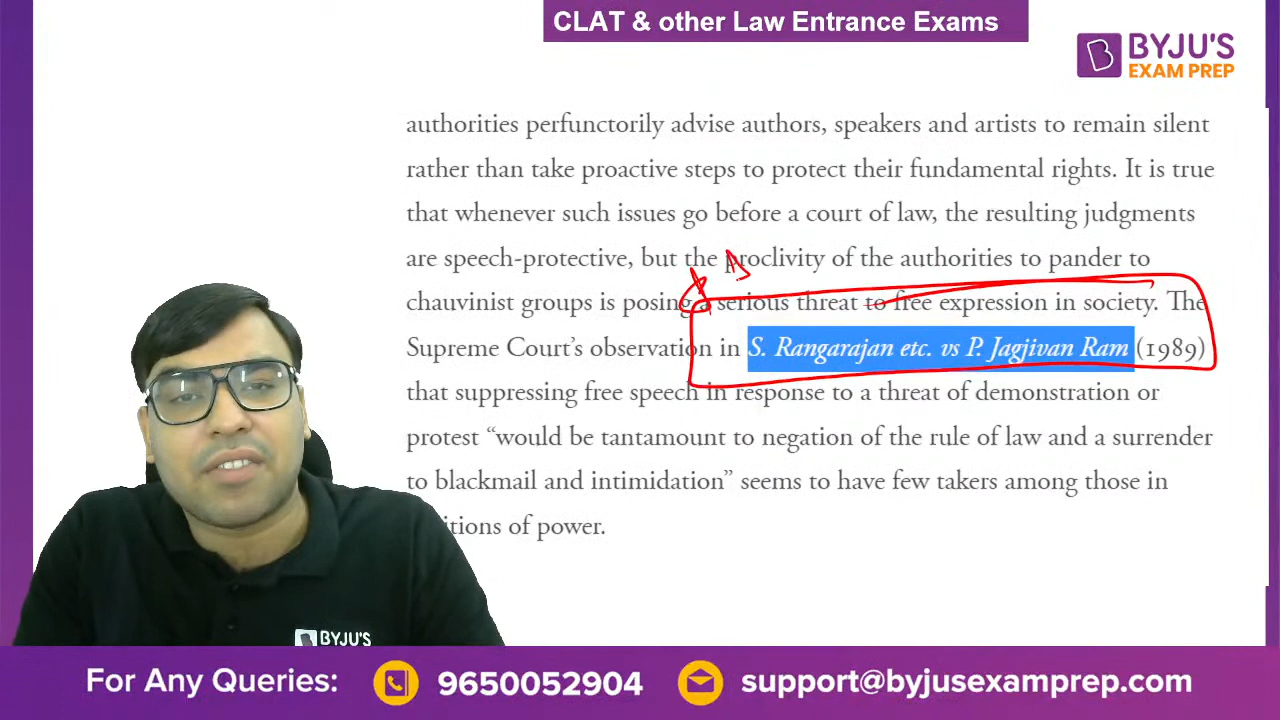 CLAT & other Law Entrance Exams
BYJU'S
EXAM PREP
authorities perfunctorily advise authors, speakers and artists to remain silent
rather than take proactive steps to protect their fundamental rights. It is true
that whenever such issues go before a court of law, the resulting judgments
are speech-protective, but the proclivity of the authorities to pander to
chauvinist groups is posing a serious threat to free expression in society. The
Supreme Court's observation in S. Rangarajan etc. vs P. Jagjivan Ram (1989)
that suppressing free speech in response to a threat of demonstration or
protest “would be tantamount to negation of the rule of law and a surrender
to blackmail and intimidation” seems to have few takers among those in
itions of power.
BYJU'S
For Any Queries: 9650052904 support@byjusexamprep.com